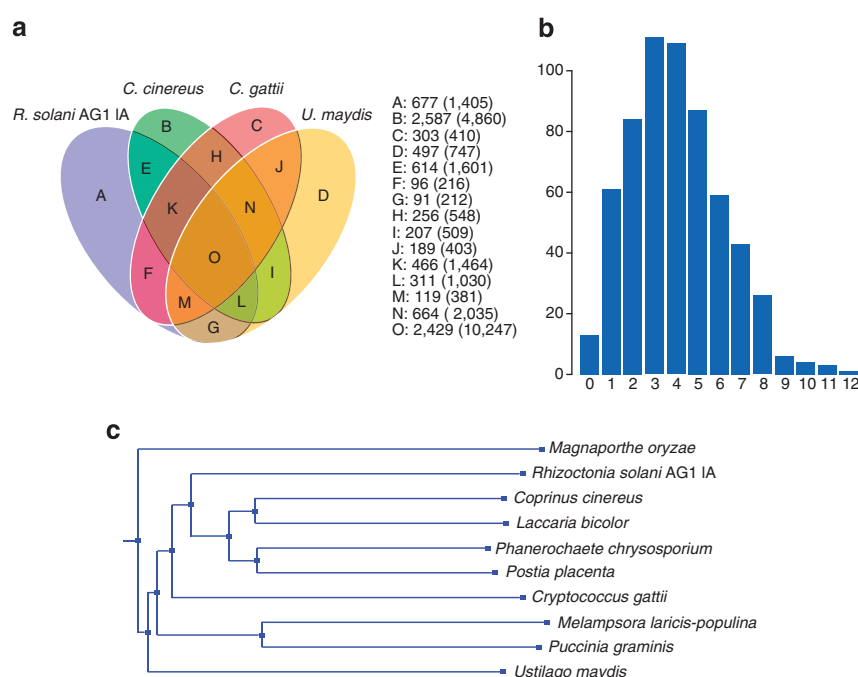 a
C. cinereus
C. gattii
R. solani AG1 IA
U. maydis
B
C
E
H
J
A
K
N
D
O
F
I
M
L
G
A: 677 (1,405)
B: 2,587 (4,860)
C: 303 (410)
D: 497 (747)
E: 614 (1,601)
F: 96 (216)
G: 91 (212)
H: 256 (548)
I: 207 (509)
J: 189 (403)
K: 466 (1,464)
L: 311 (1,030)
M: 119 (381)
N: 664 ( 2,035)
O: 2,429 (10,247)
b
100
80
60
40
20
0
0 1 2 3 4 5 6 7 8 9 10 11 12
c
Magnaporthe oryzae
Rhizoctonia solani AG1 IA
Coprinus cinereus
Laccaria bicolor
Phanerochaete chrysosporium
Postia placenta
Cryptococcus gattii
Melampsora laricis-populina
Puccinia graminis
Ustilago maydis